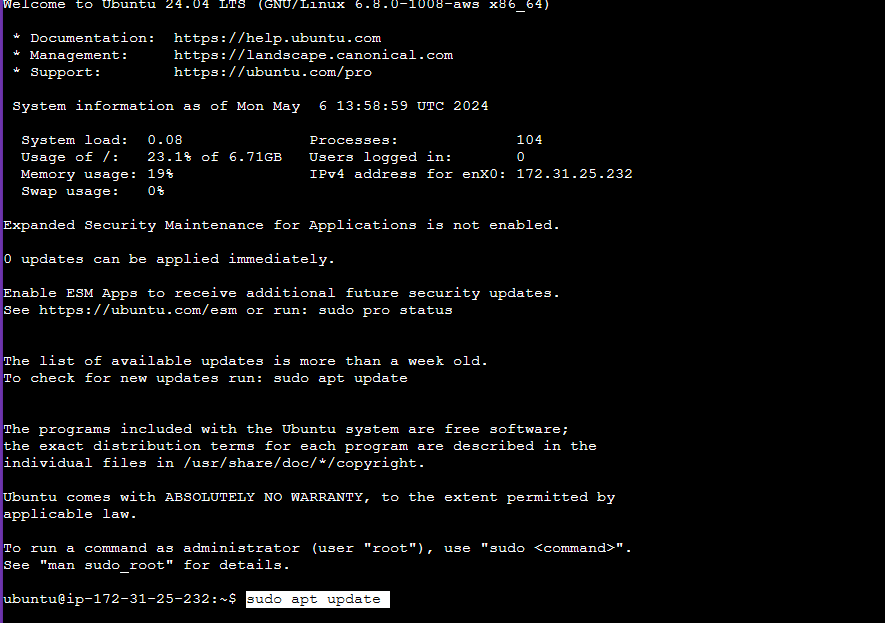 Welcome to Ubuntu 24.04 LTS (GNU/Linux 6.8.0-1008-aws x86_64)
* Documentation: https://help.ubuntu.com
* Management: https://landscape.canonical.com
* Support: https://ubuntu.com/pro
System information as of Mon May 6 13:58:59 UTC 2024
System load: 0.08 Processes: 104
Usage of /: 23.1% of 6.71GB Users logged in: 0
Memory usage: 19% IPv4 address for enX0: 172.31.25.232
Swap usage: 0%
Expanded Security Maintenance for Applications is not enabled.
0 updates can be applied immediately.
Enable ESM Apps to receive additional future security updates.
See https://ubuntu.com/esm or run: sudo pro status
The list of available updates is more than a week old.
To check for new updates run: sudo apt update
The programs included with the Ubuntu system are free software;
the exact distribution terms for each program are described in the
individual files in /usr/share/doc/*/copyright.
Ubuntu comes with ABSOLUTELY NO WARRANTY, to the extent permitted by
applicable law.
To run a command as administrator (user "root"), use "sudo <command>".
See "man sudo_root" for details.
ubuntu@ip-172-31-25-232:~$ sudo apt update